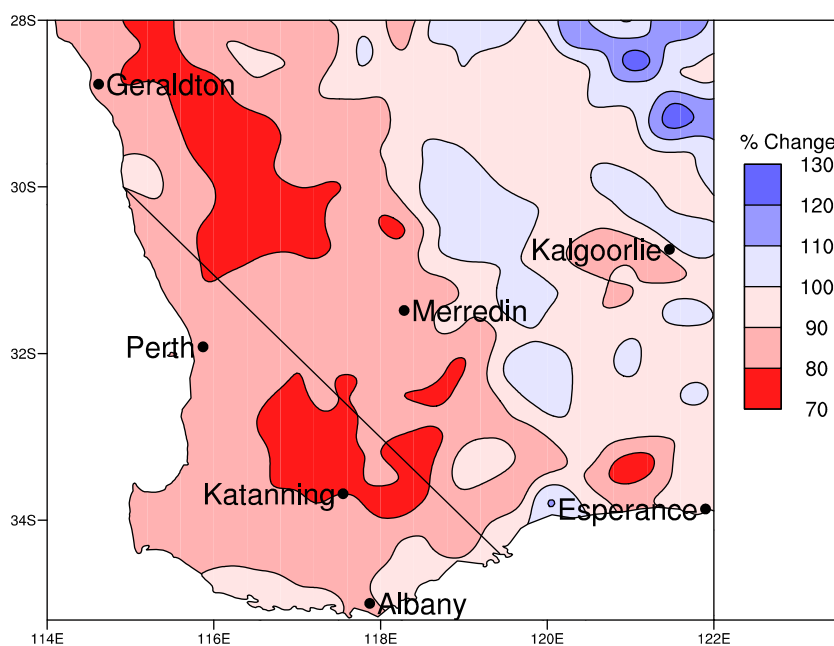 28S
Geraldton
% Change
130
30S
120
110
Kalgoorlie
100
Merredin
90
32S
Perth
80
70
Katanning
34S
Esperance
Albany
114E
116E
118E
120E
122E